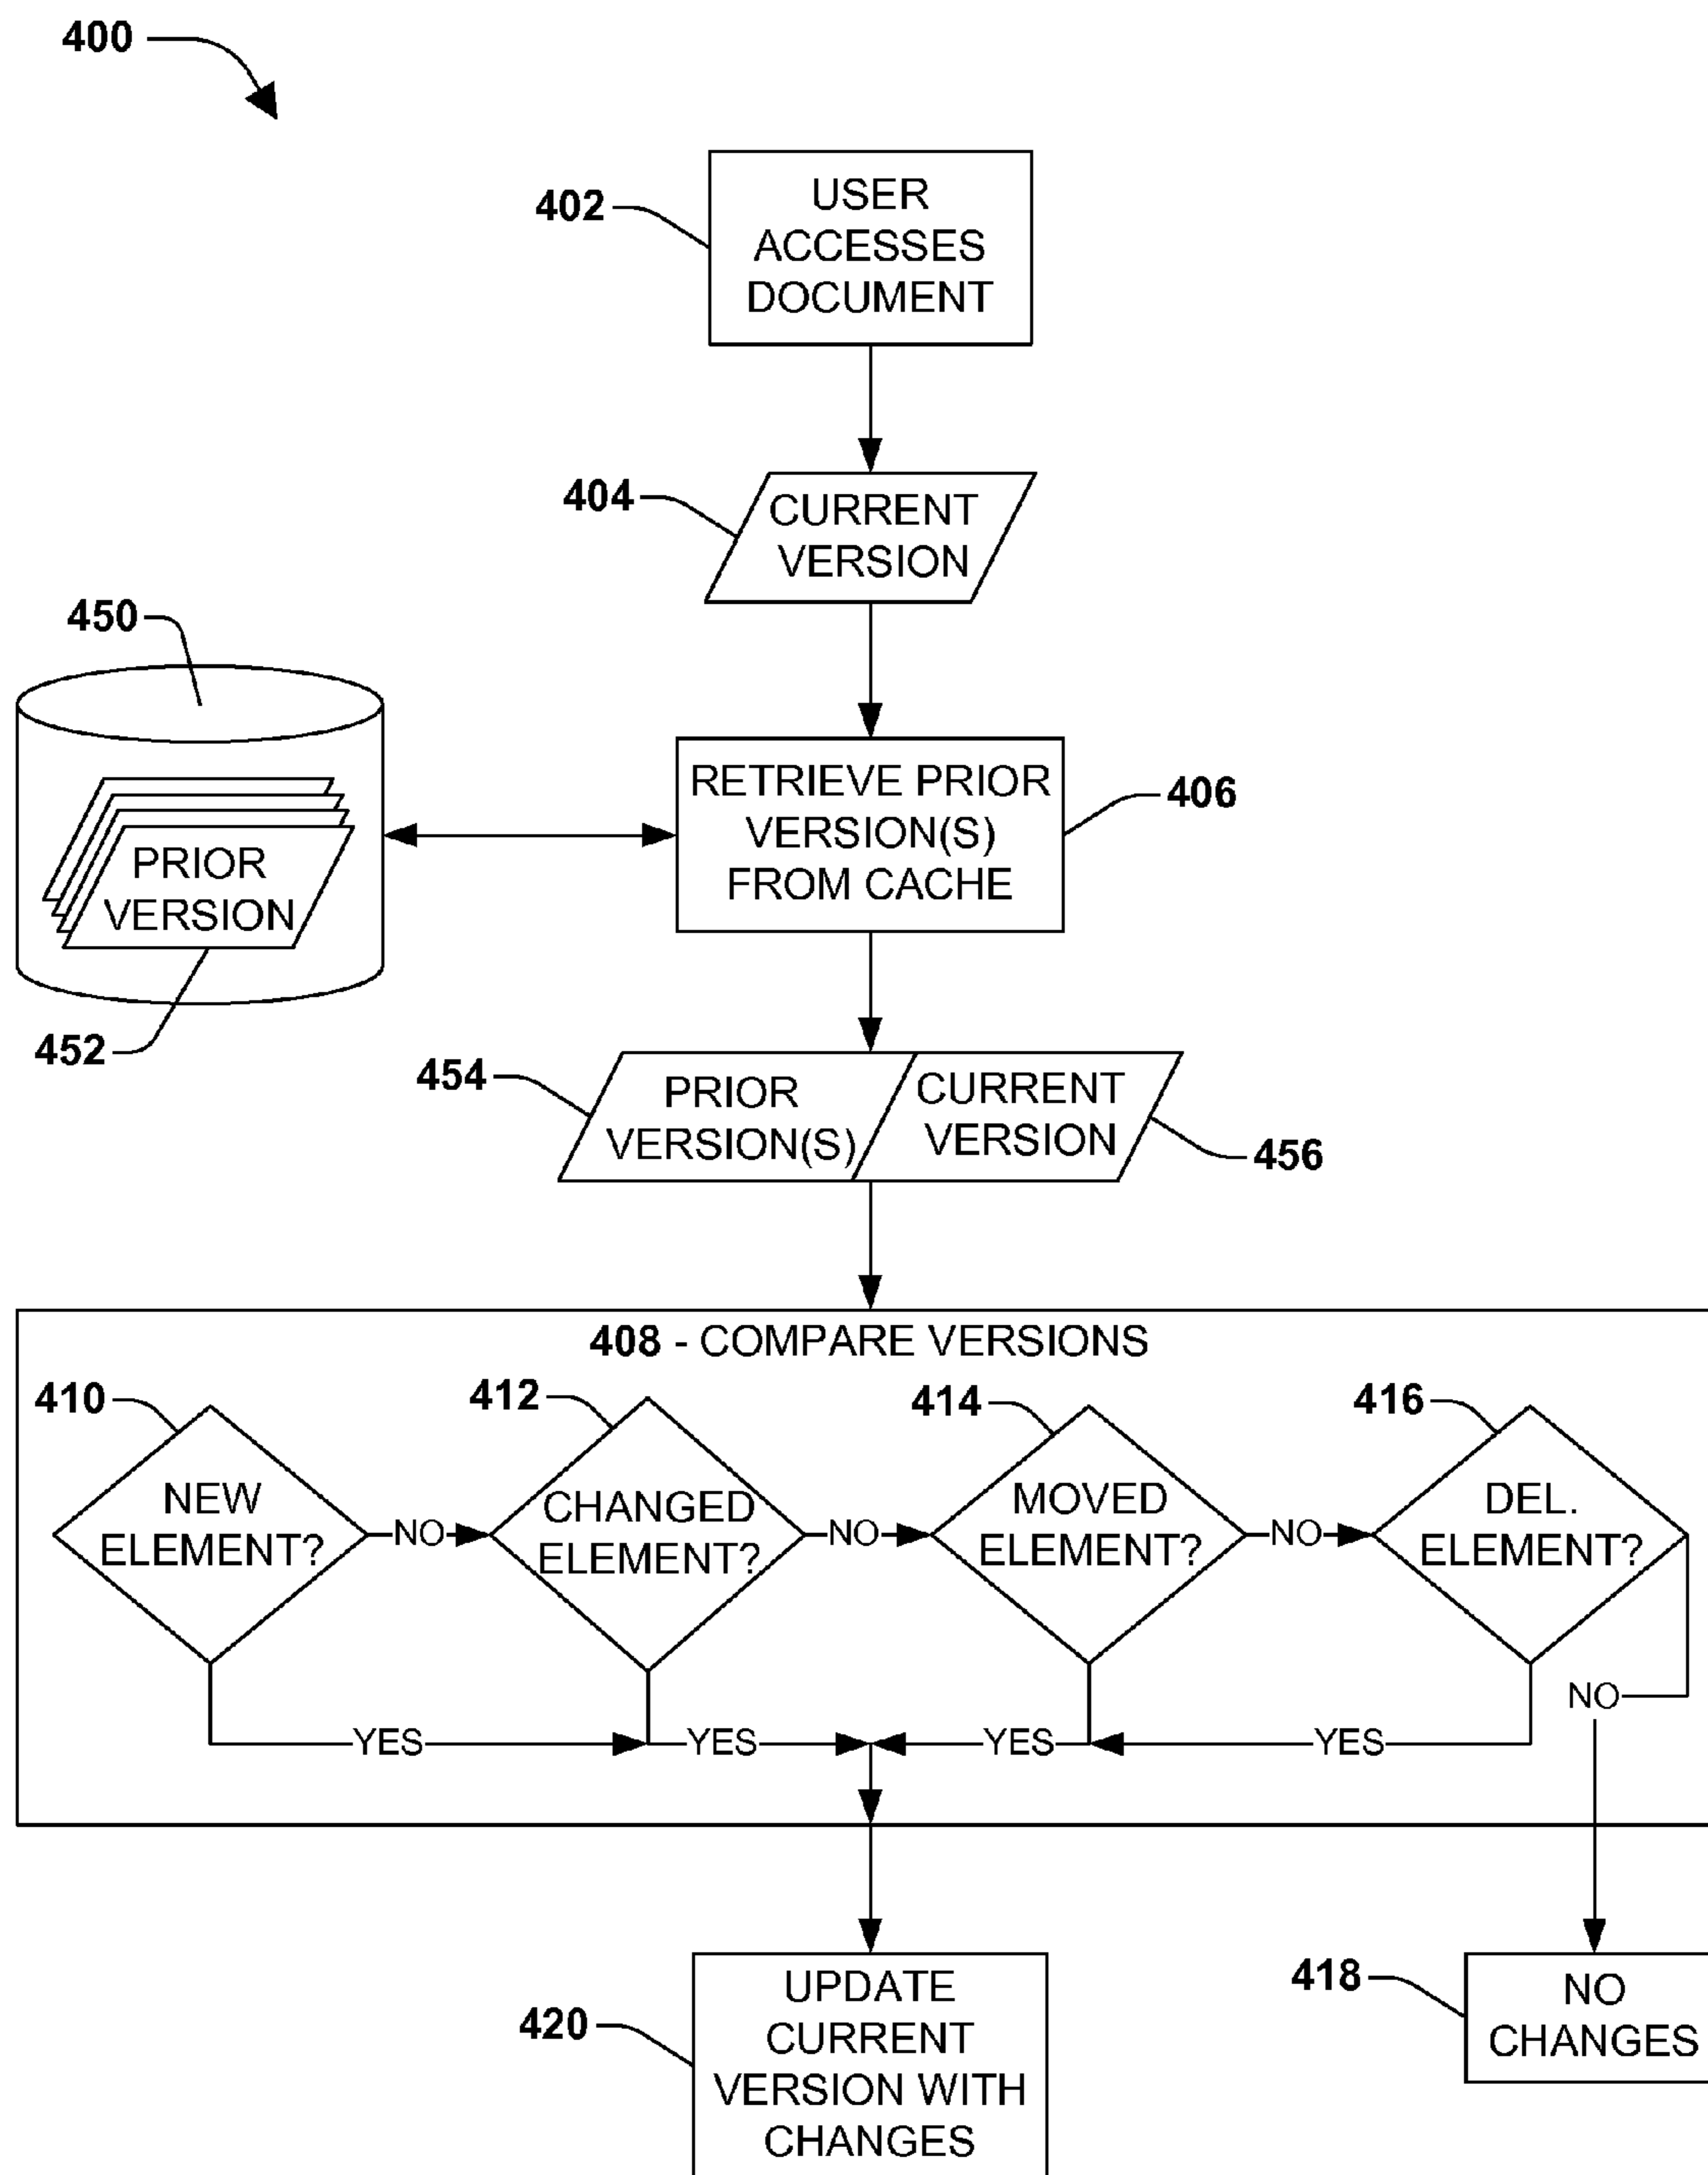 400
402
USER
ACCESSES
DOCUMENT
404
CURRENT
VERSION
450
PRIOR
VERSION
452
RETRIEVE PRIOR
VERSION(S)
FROM CACHE
406
454
PRIOR
VERSION(S)
CURRENT
VERSION
456
408 - COMPARE VERSIONS
410
NEW
ELEMENT?
NO
412
CHANGED
ELEMENT?
NO
414
MOVED
ELEMENT?
NO
416
DEL.
ELEMENT?
NO
YES
YES
YES
YES
420
UPDATE
CURRENT
VERSION WITH
CHANGES
418
NO
CHANGES